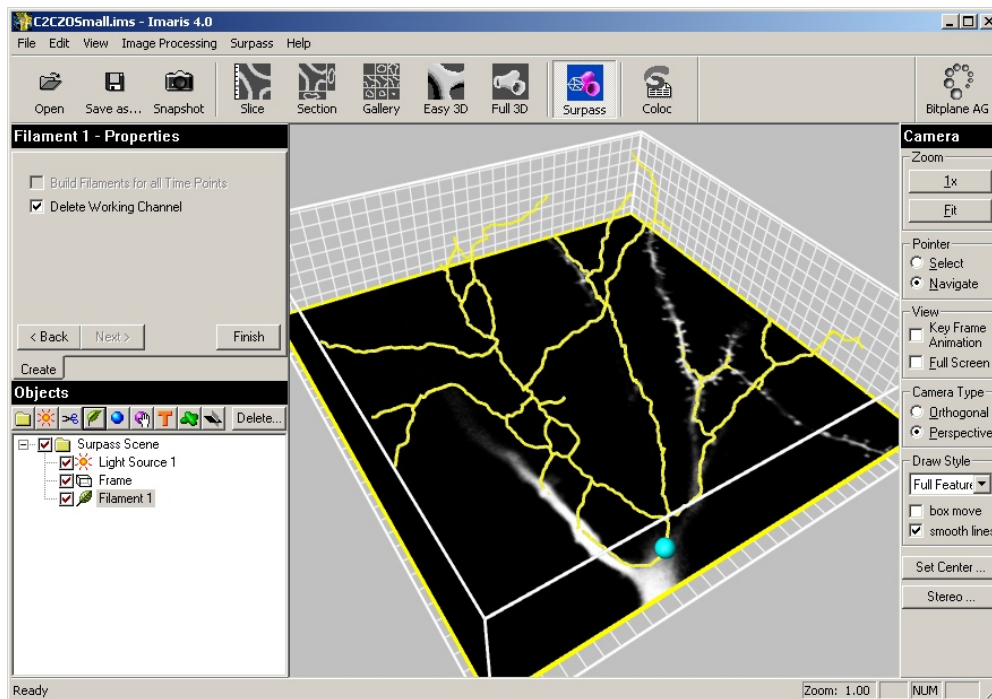 C2CZOSmall.ims - Imaris 4.0
File Edit View Image Processing Surpass Help
Open Save as... Snapshot Slice Section Gallery Easy 3D Full 3D Surpass Coloc Bitplane AG
Filament 1 - Properties
Build Filaments for all Time Points
Delete Working Channel
< Back Next > Finish
Create
Objects
Delete...
Surpass Scene
Light Source 1
Frame
Filament 1
Camera
Zoom
1x
Fit
Pointer
Select
Navigate
View
Key Frame
Animation
Full Screen
Camera Type
Orthogonal
Perspective
Draw Style
Full Feature
box move
smooth lines
Set Center ...
Stereo ...
Ready Zoom: 1.00 NUM